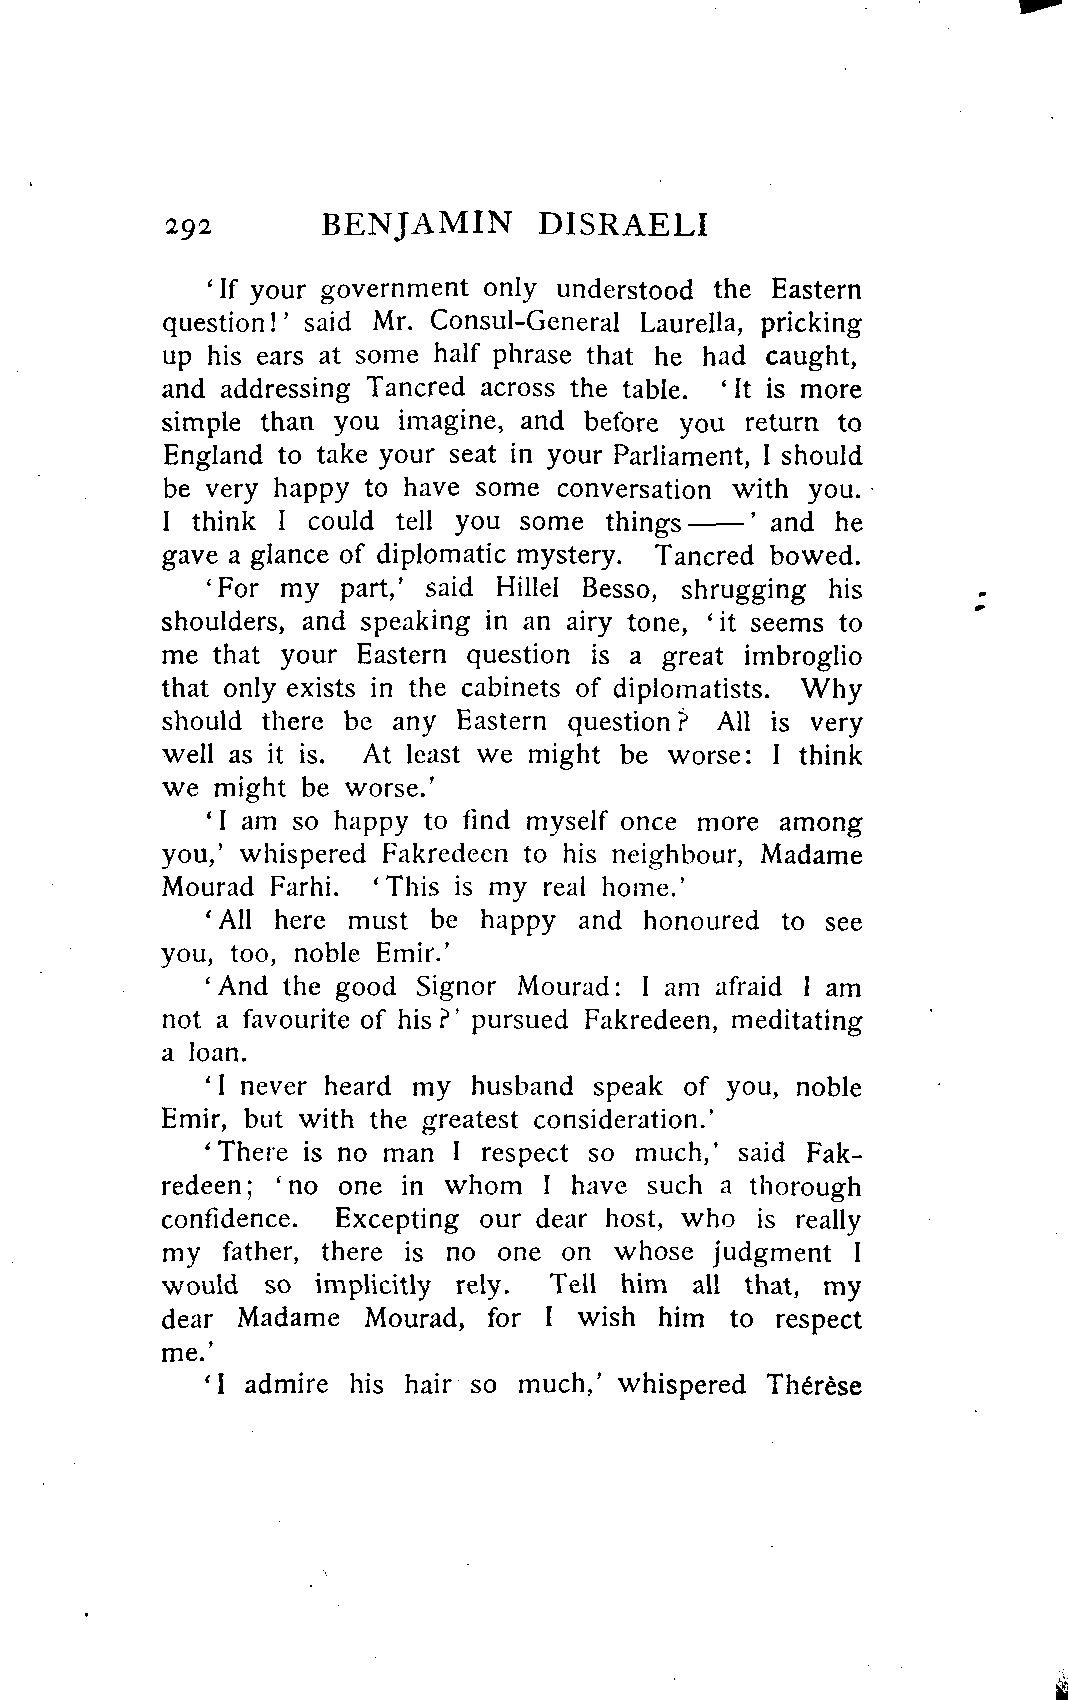 292 BENJAMIN DISRAELI
‘If your government only understood the Eastern
question!’ said Mr. Consul-General Laurella, pricking
up his ears at some half phrase that he had caught,
and addressing Tancred across the table. ‘It is more
simple than you imagine, and before you return to
England to take your seat in your Parliament, I should
be very happy to have some conversation with you.
I think I could tell you some things——’ and he
gave a glance of diplomatic mystery. Tancred bowed.
‘For my part,’ said Hillel Besso, shrugging his
shoulders, and speaking in an airy tone, ‘it seems to
me that your Eastern question is a great imbroglio
that only exists in the cabinets of diplomatists. Why
should there be any Eastern question? All is very
well as it is. At least we might be worse: I think
we might be worse.’
‘I am so happy to find myself once more among
you,’ whispered Fakredeen to his neighbour, Madame
Mourad Farhi. ‘This is my real home.’
‘All here must be happy and honoured to see
you, too, noble Emir.’
‘And the good Signor Mourad: I am afraid I am
not a favourite of his?’ pursued Fakredeen, meditating
a loan.
‘I never heard my husband speak of you, noble
Emir, but with the greatest consideration.’
‘There is no man I respect so much,’ said Fak-
redeen; ‘no one in whom I have such a thorough
confidence. Excepting our dear host, who is really
my father, there is no one on whose judgment I
would so implicitly rely. Tell him all that, my
dear Madame Mourad, for I wish him to respect
me.’
‘I admire his hair so much,’ whispered Thérèse